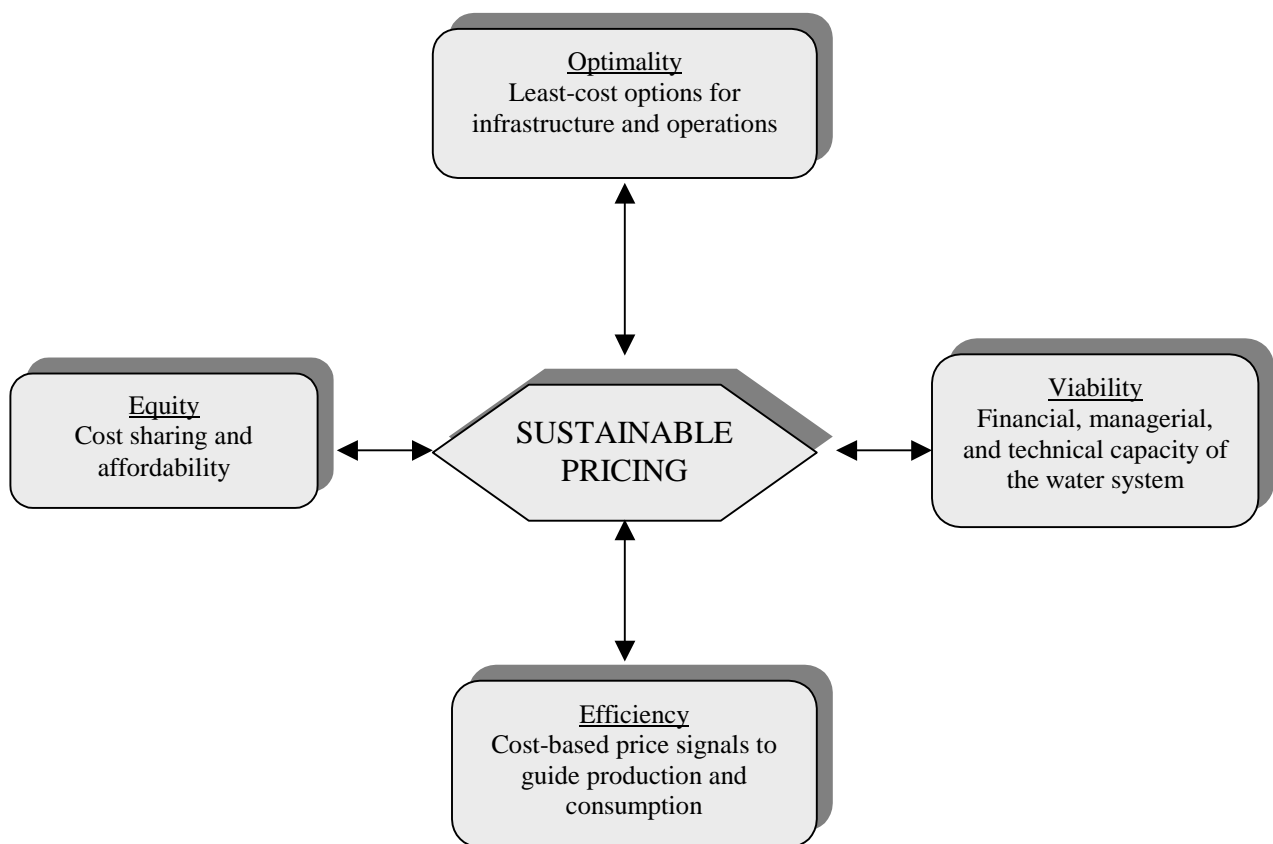 Optimality
Least-cost options for
infrastructure and operations
Equity
Cost sharing and
affordability
SUSTAINABLE
PRICING
Viability
Financial, managerial,
and technical capacity of
the water system
Efficiency
Cost-based price signals to
guide production and
consumption